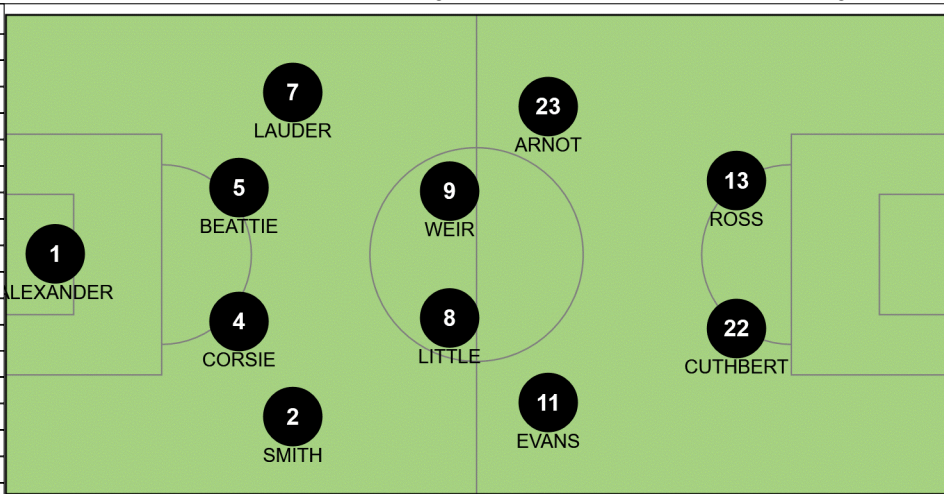 7
LAUDER
23
ARNOT
5
BEATTIE
9
WEIR
13
ROSS
1
ALEXANDER
4
CORSIE
8
LITTLE
22
CUTHBERT
2
SMITH
11
EVANS